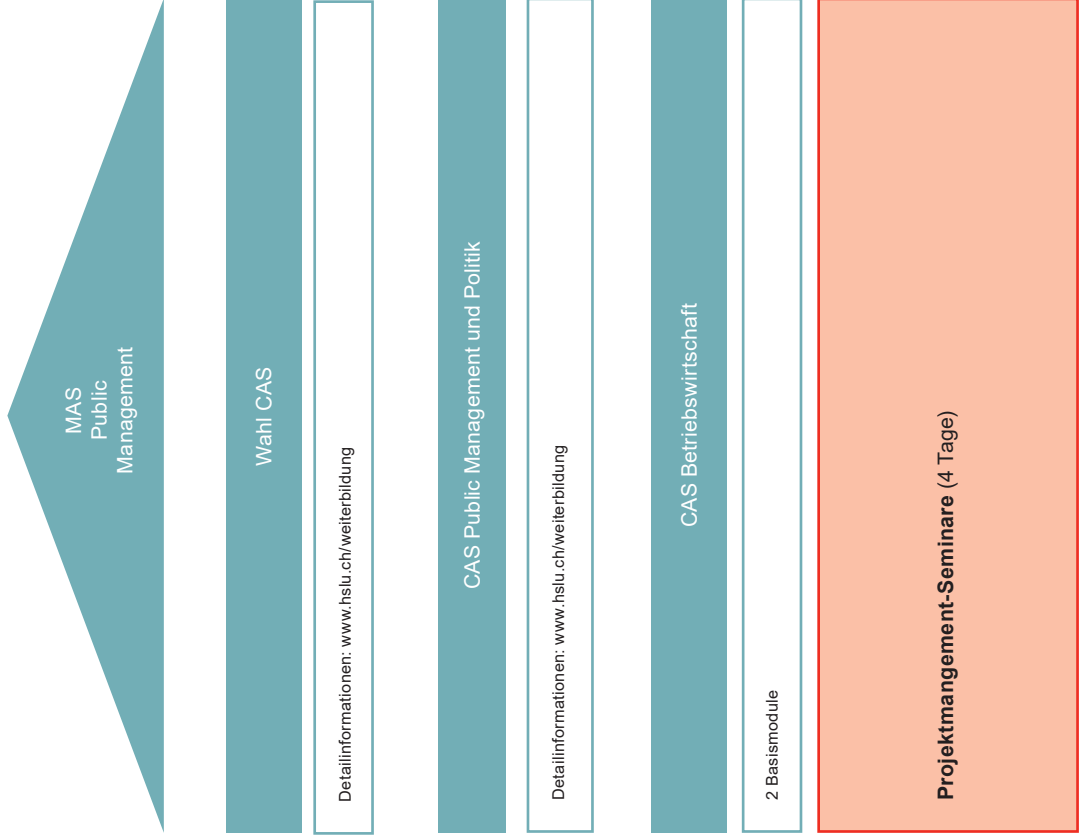 MAS
Public
Management
Wahl CAS
Detailinformationen: www.hslu.ch/weiterbildung
CAS Public Management und Politik
Detailinformationen: www.hslu.ch/weiterbildung
CAS Betriebswirtschaft
2 Basismodule
Projektmangement-Seminare (4 Tage)